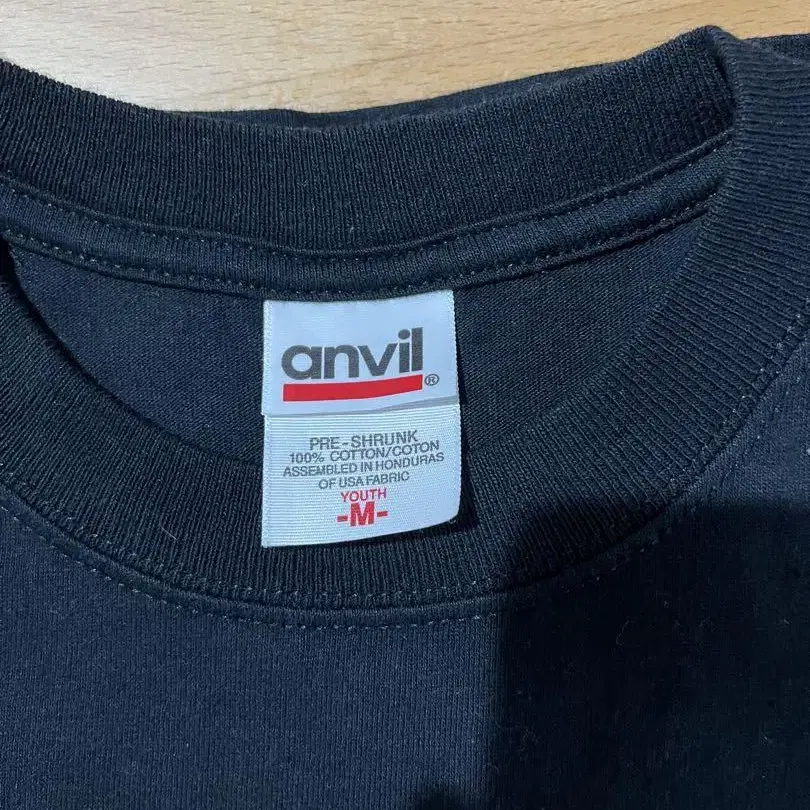 anvil®
PRE-SHRUNK
100% COTTON/COTON
ASSEMBLED IN HONDURAS
OF USA FABRIC
YOUTH
-M-